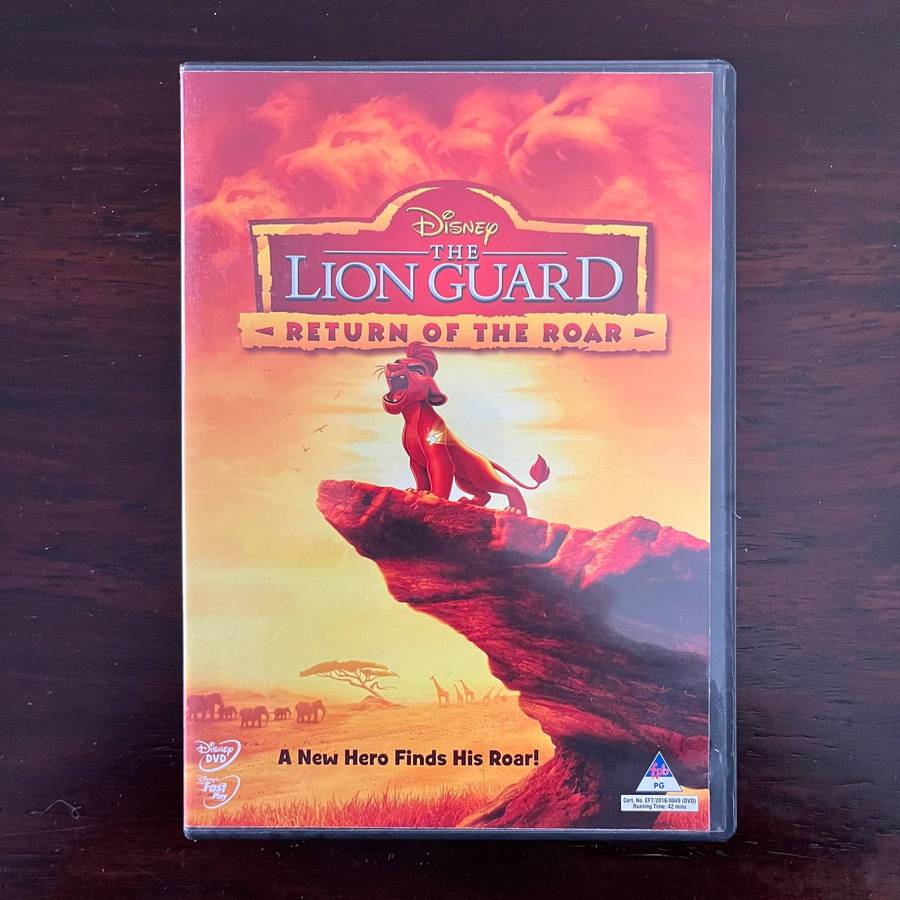 Disney
THE
LION GUARD
RETURN OF THE ROAR
A New Hero Finds His Roar!
Disney
DVD
Disney's
Fast
Play
fpb
PG
Cert. No. EF7/2016/0049 (DVD)
Running Time: 42 mins